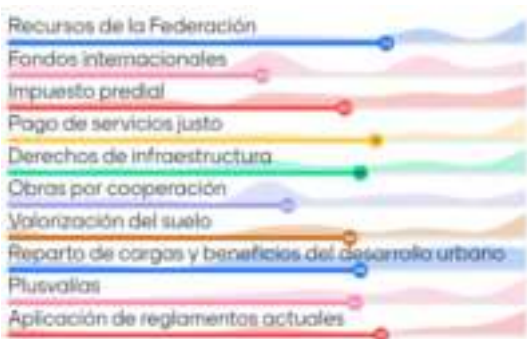 Recursos de la Federación
Fondos internacionales
Impuesto predial
Pago de servicios justo
Derechos de infraestructura
Obras por cooperación
Valorización del suelo
Reparto de cargas y beneficios del desarrollo urbano
Plusvalías
Aplicación de reglamentos actuales